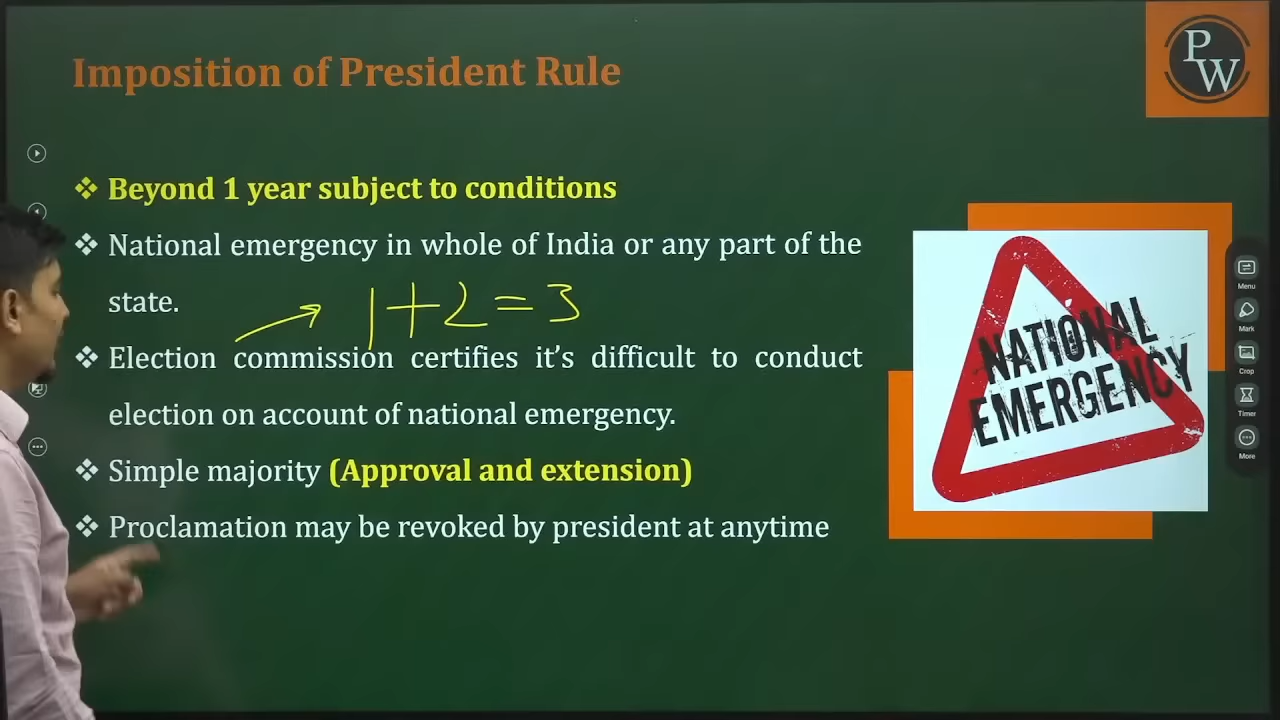 Imposition of President Rule
PW
❖ Beyond 1 year subject to conditions
❖ National emergency in whole of India or any part of the
state.
1+2=3
❖ Election commission certifies it’s difficult to conduct
election on account of national emergency.
❖ Simple majority (Approval and extension)
❖ Proclamation may be revoked by president at anytime
NATIONAL
EMERGENCY
Menu
Mark
Crop
Timer
More